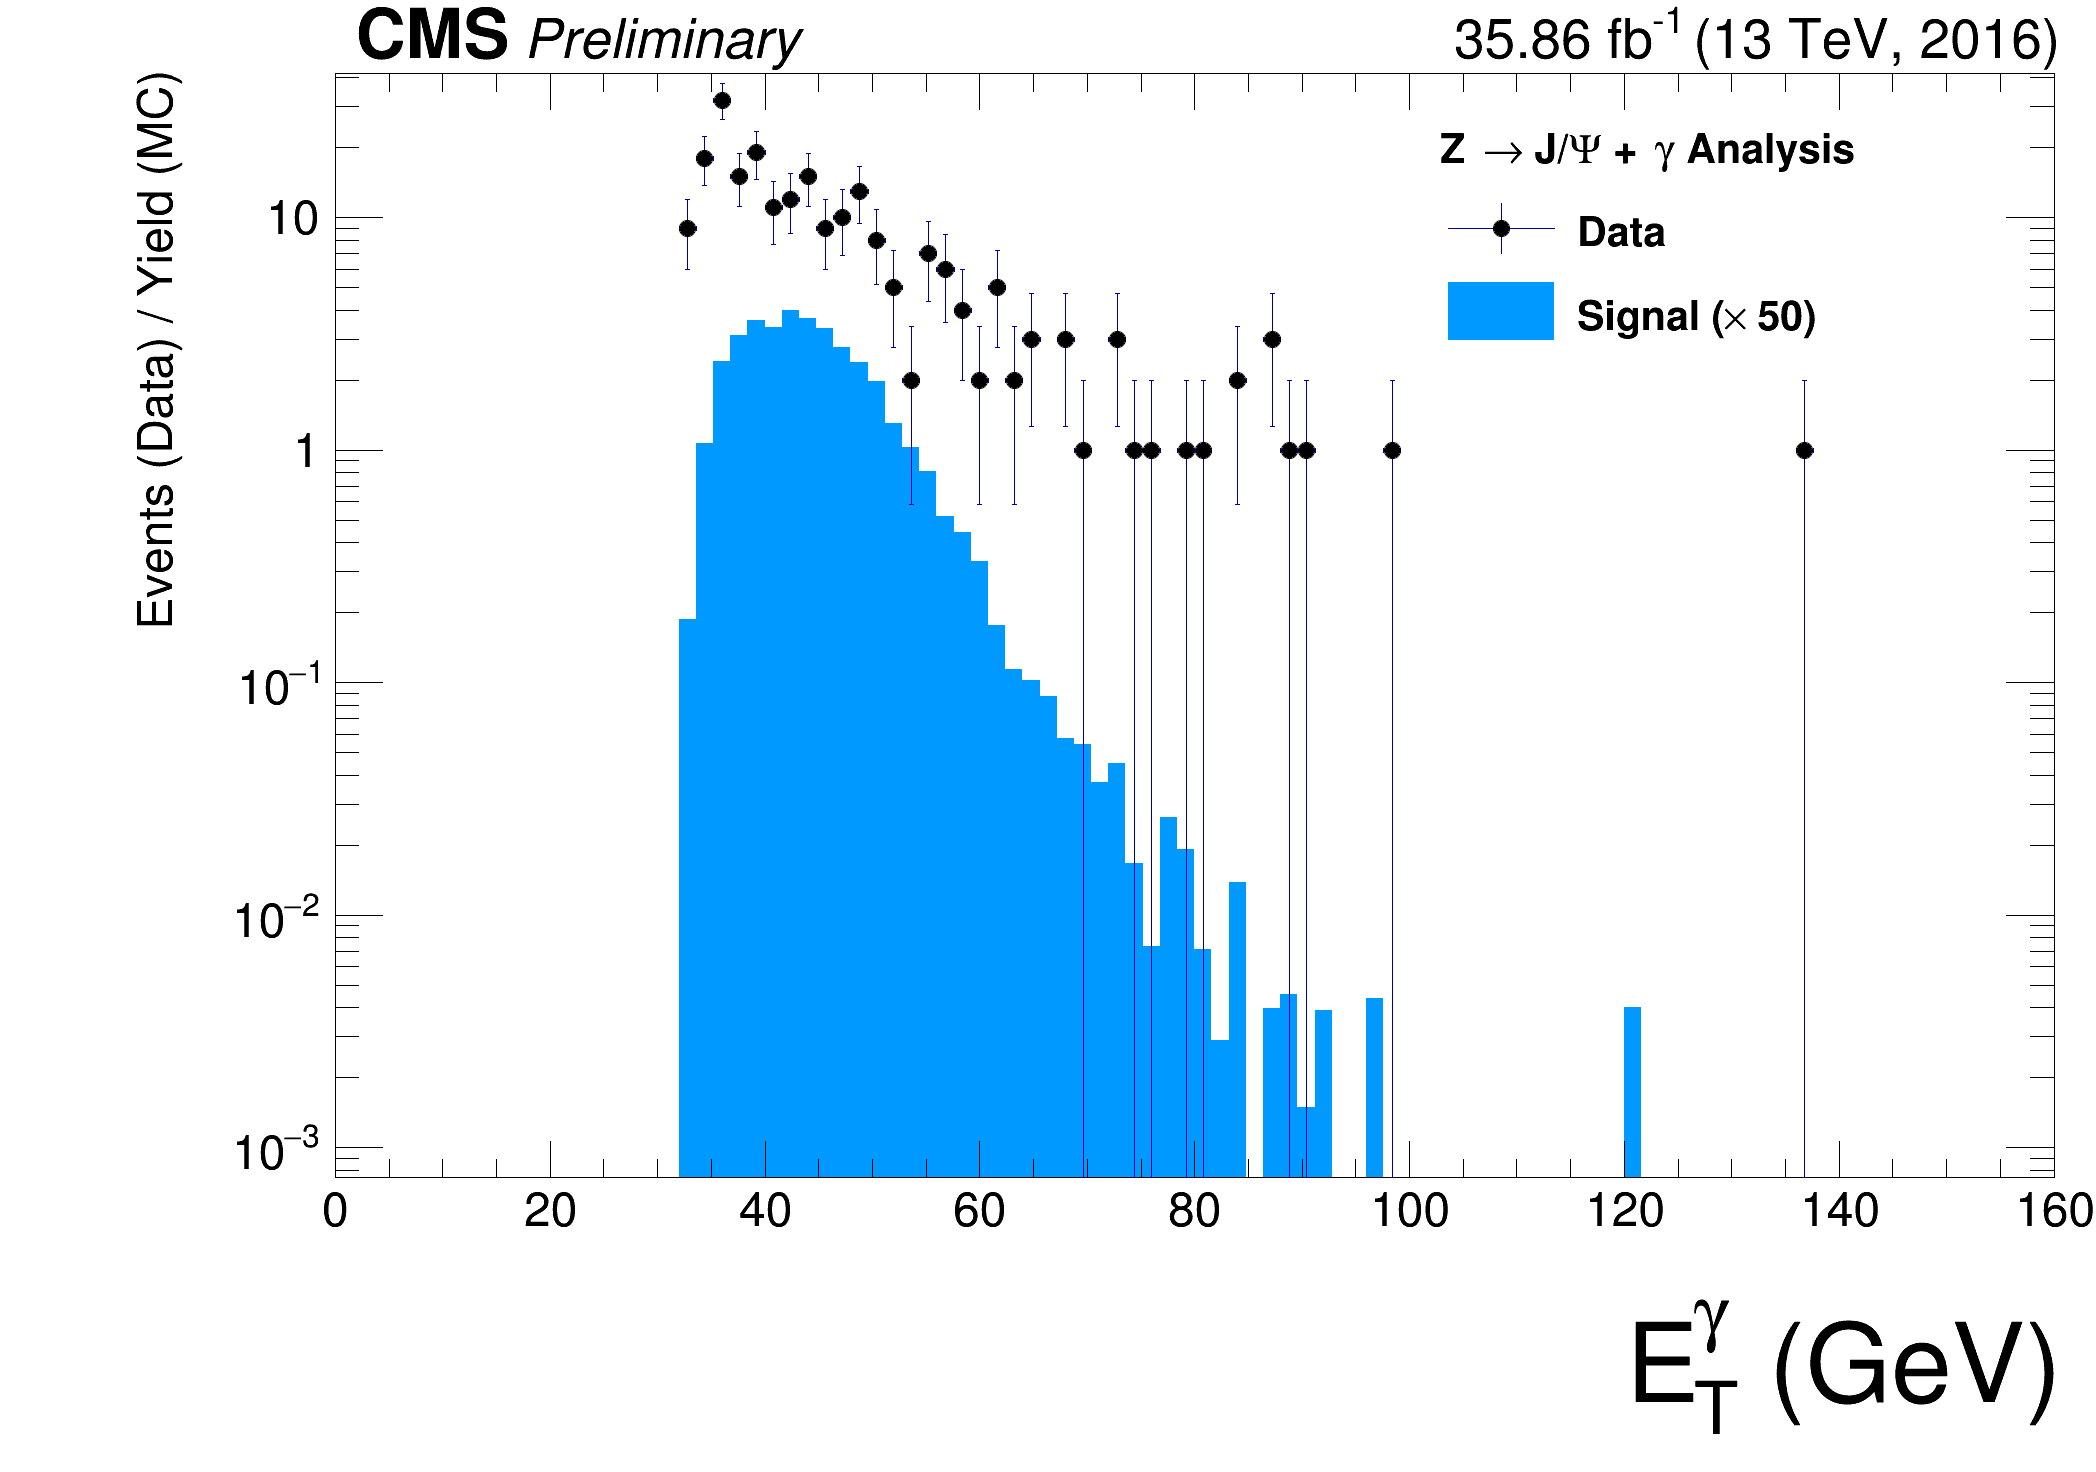 CMS Preliminary
35.86 fb⁻¹ (13 TeV, 2016)
Events (Data) / Yield (MC)
Z → J/Ψ + γ Analysis
Data
Signal (× 50)
10
1
10⁻¹
10⁻²
10⁻³
0 20 40 60 80 100 120 140 160
E_T^γ (GeV)